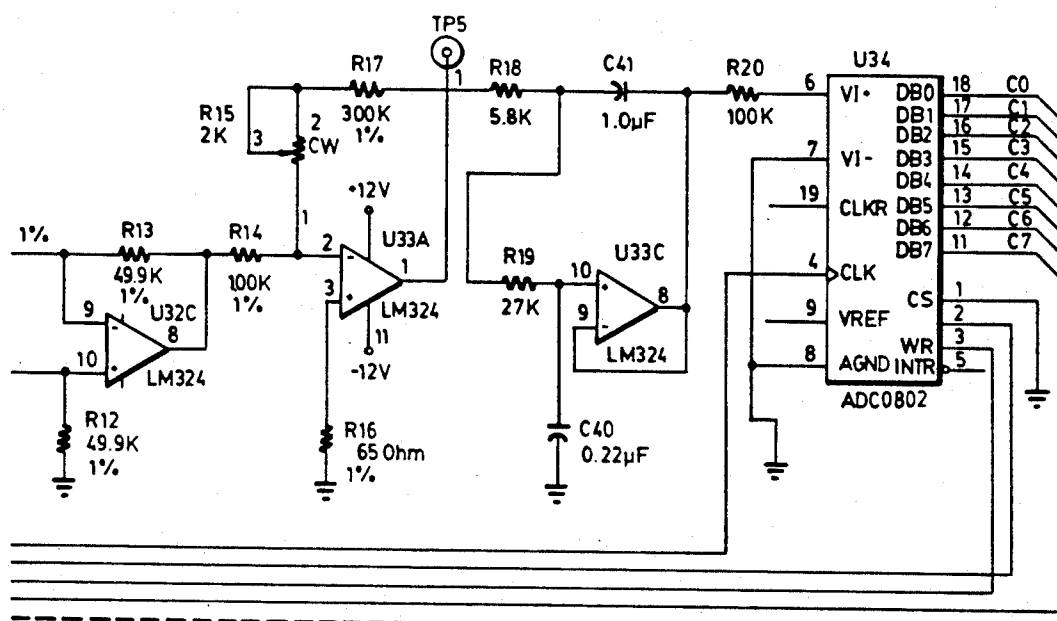 TP5
1
R17
300K
1%
R15
2K
3
2
CW
1
R18
5.8K
C41
1.0µF
R20
100K
U34
6 VI+
7 VI-
19 CLKR
4 CLK
9 VREF
8 AGND
DB0 18 C0
DB1 17 C1
DB2 16 C2
DB3 15 C3
DB4 14 C4
DB5 13 C5
DB6 12 C6
DB7 11 C7
CS 1
2
WR 3
INTR 5
ADC0802
+12V
U33A
2
-
3
+
1
LM324
11
-12V
1%
R13
49.9K
1%
R14
100K
1%
U32C
9
-
10
+
8
LM324
R12
49.9K
1%
R16
65 Ohm
1%
R19
27K
U33C
10
+
9
-
8
LM324
C40
0.22µF